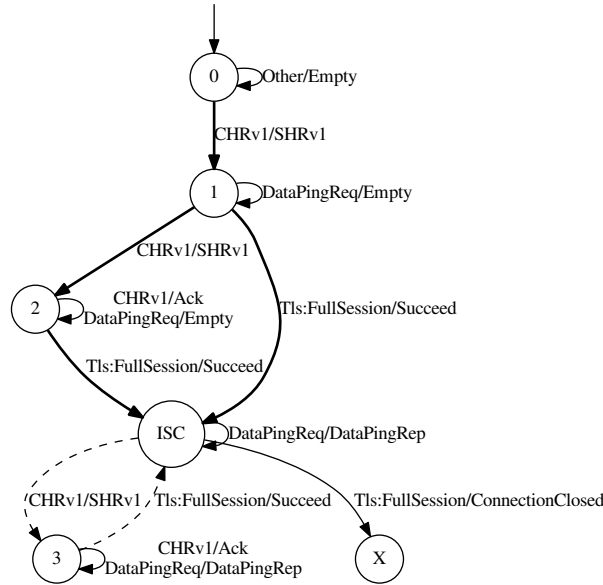 0
Other/Empty
CHRv1/SHRv1
1
DataPingReq/Empty
CHRv1/SHRv1
2
CHRv1/Ack
DataPingReq/Empty
Tls:FullSession/Succeed
Tls:FullSession/Succeed
ISC
DataPingReq/DataPingRep
CHRv1/SHRv1
Tls:FullSession/Succeed
Tls:FullSession/ConnectionClosed
3
CHRv1/Ack
DataPingReq/DataPingRep
X